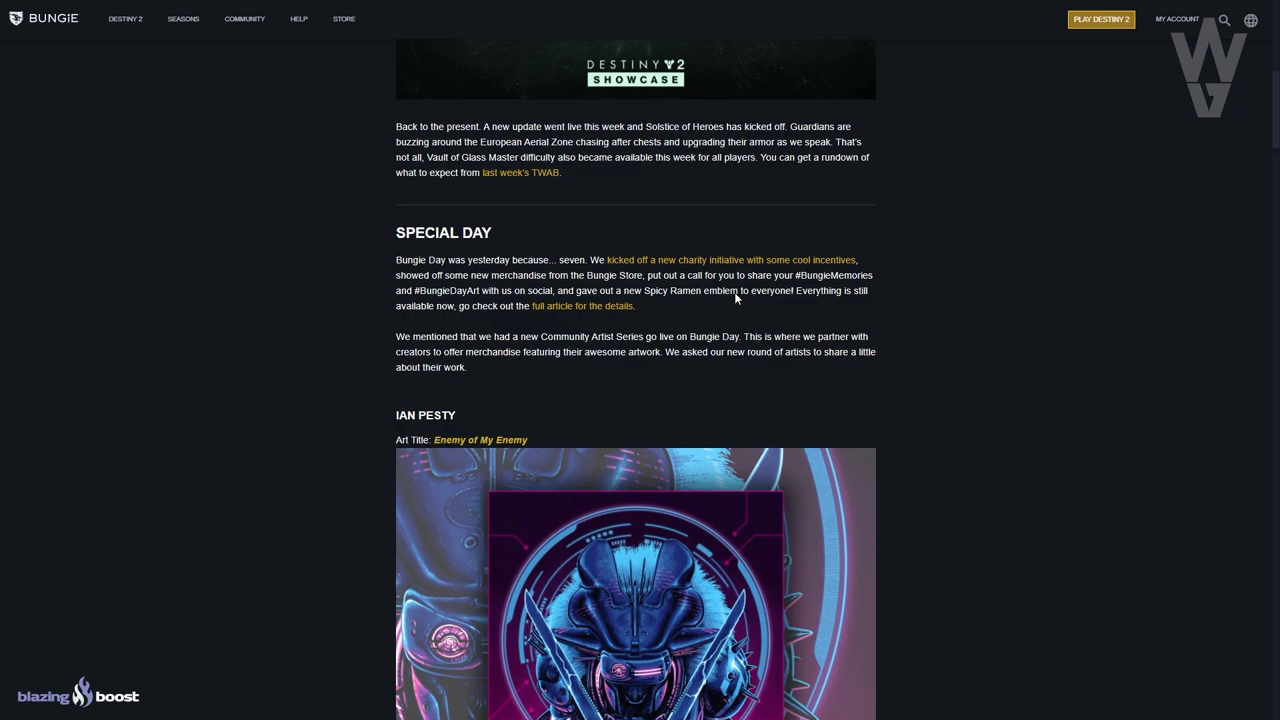 BUNGiE
DESTINY 2
SEASONS
COMMUNITY
HELP
STORE
PLAY DESTINY 2
MY ACCOUNT
DESTINY 2
SHOWCASE
Back to the present. A new update went live this week and Solstice of Heroes has kicked off. Guardians are
buzzing around the European Aerial Zone chasing after chests and upgrading their armor as we speak. That's
not all, Vault of Glass Master difficulty also became available this week for all players. You can get a rundown of
what to expect from last week's TWAB.
SPECIAL DAY
Bungie Day was yesterday because... seven. We kicked off a new charity initiative with some cool incentives,
showed off some new merchandise from the Bungie Store, put out a call for you to share your #BungieMemories
and #BungieDayArt with us on social, and gave out a new Spicy Ramen emblem to everyone! Everything is still
available now, go check out the full article for the details.
We mentioned that we had a new Community Artist Series go live on Bungie Day. This is where we partner with
creators to offer merchandise featuring their awesome artwork. We asked our new round of artists to share a little
about their work.
IAN PESTY
Art Title: Enemy of My Enemy
blazing boost